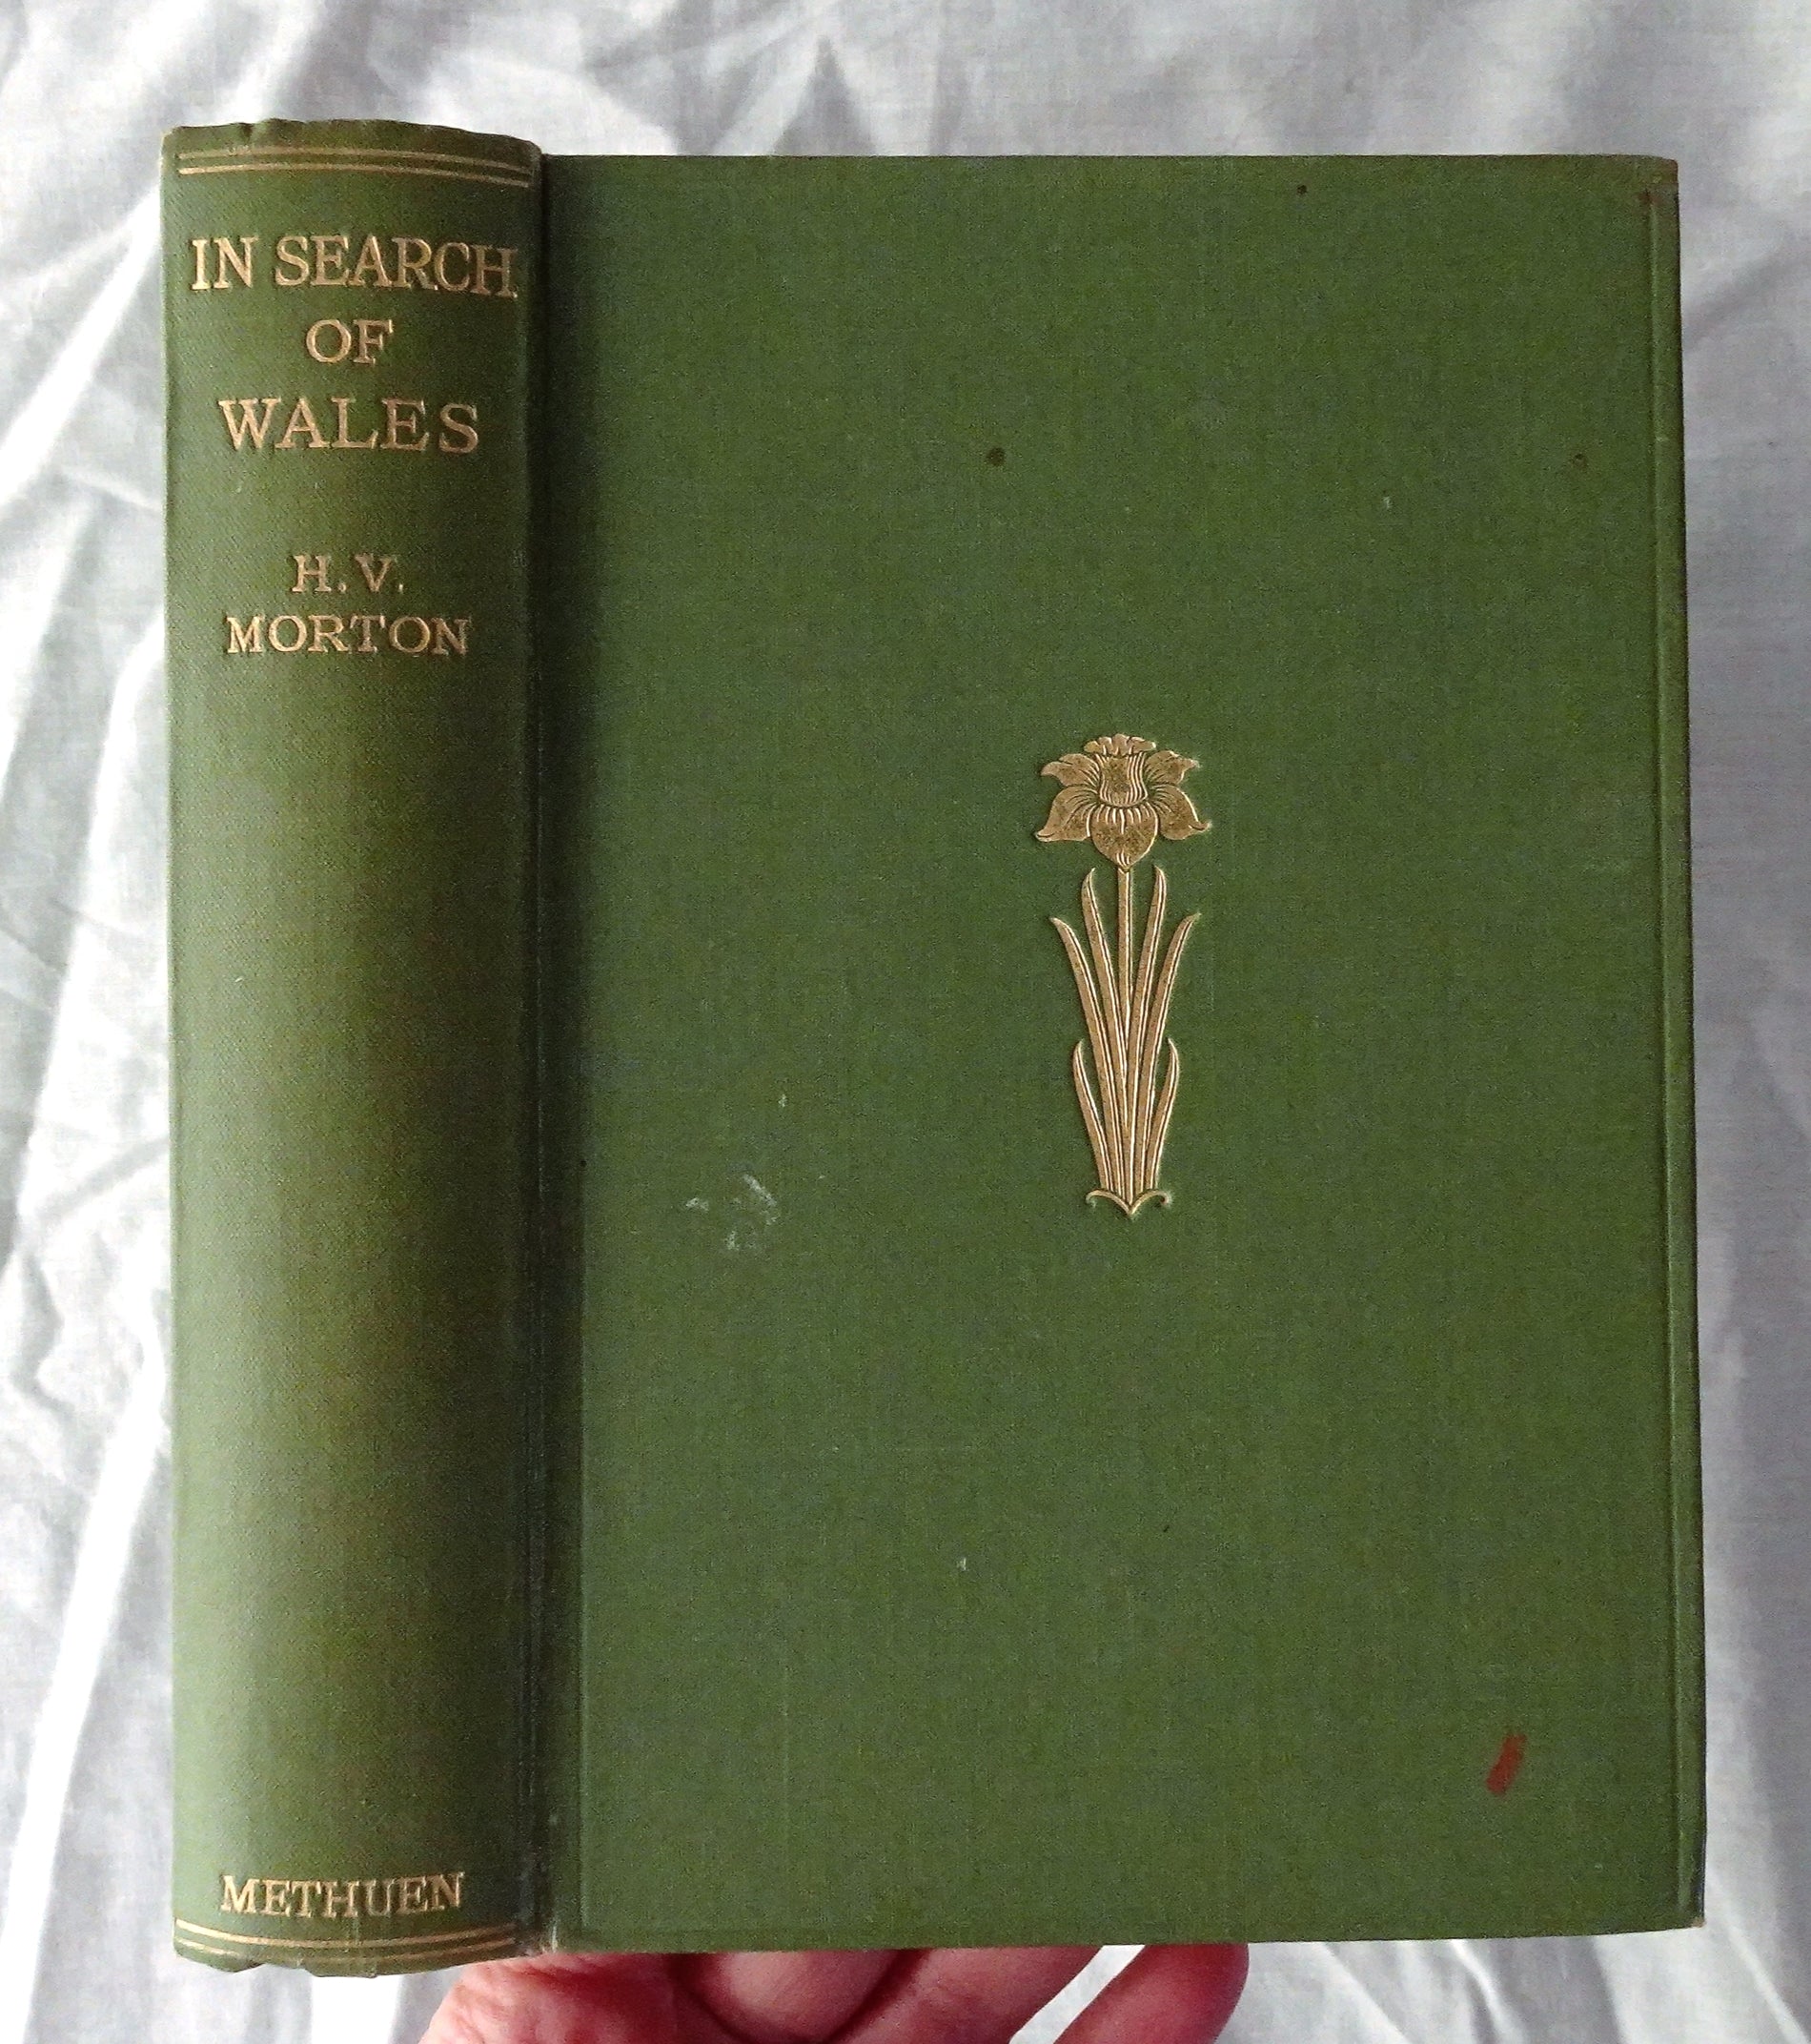 IN SEARCH
OF
WALES
H.V.
MORTON
METHUEN